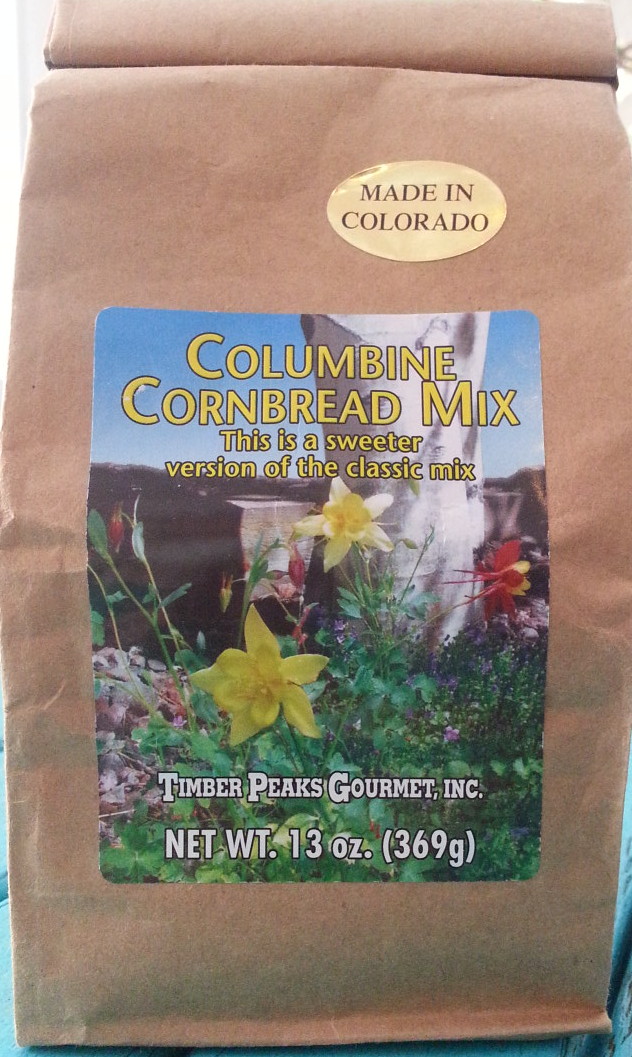 MADE IN
COLORADO
COLUMBINE
CORNBREAD MIX
This is a sweeter
version of the classic mix
TIMBER PEAKS GOURMET, INC.
NET WT. 13 oz. (369g)